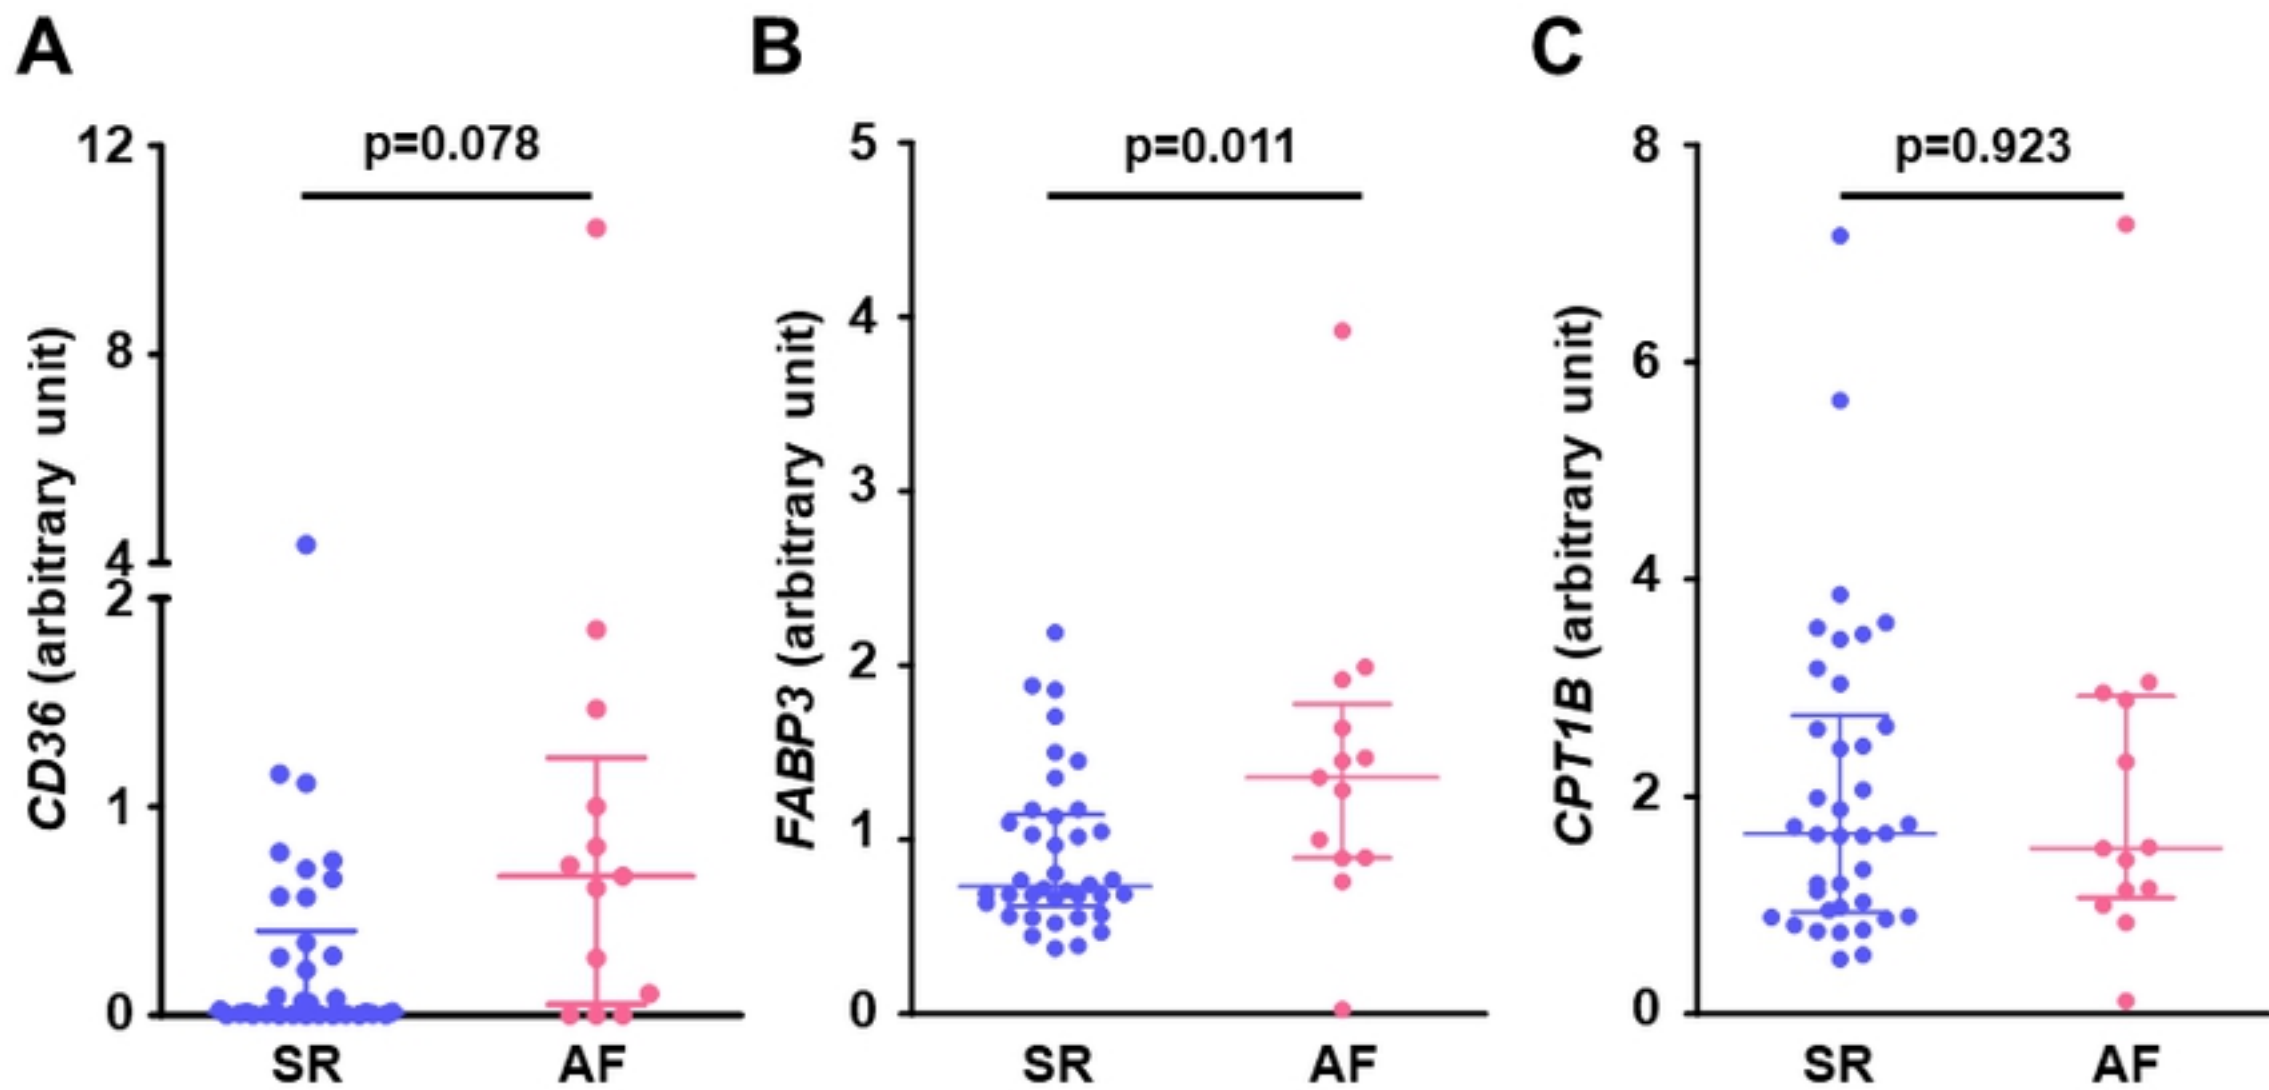 A
B
C
p=0.078
p=0.011
p=0.923
CD36 (arbitrary unit)
12
8
4
2
1
0
SR
AF
FABP3 (arbitrary unit)
5
4
3
2
1
0
SR
AF
CPT1B (arbitrary unit)
8
6
4
2
0
SR
AF